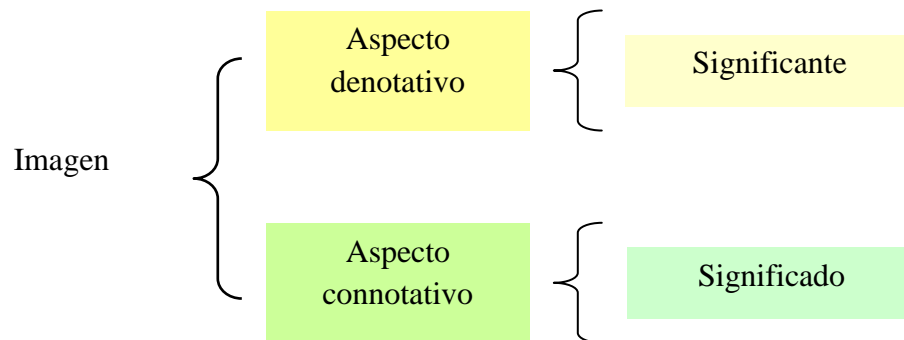 Imagen
Aspecto
denotativo
Significante
Aspecto
connotativo
Significado